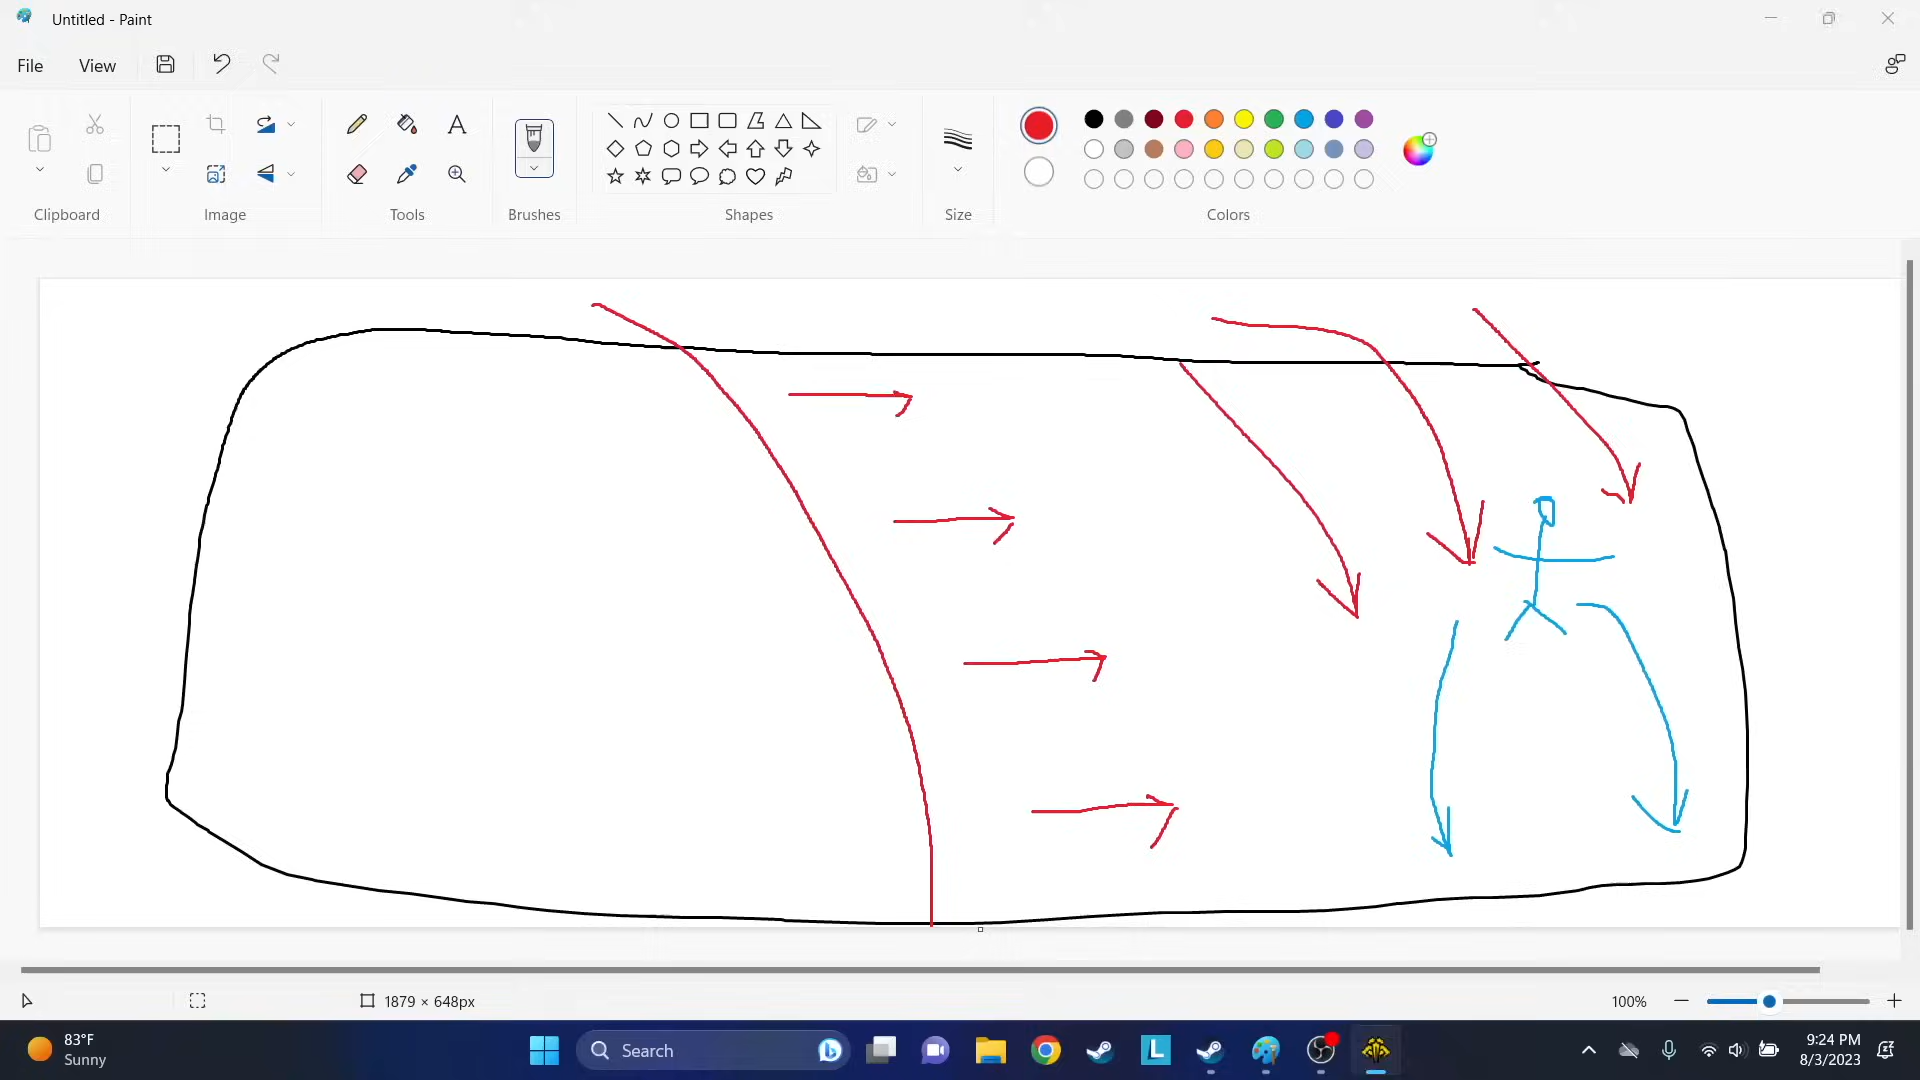 Untitled - Paint
File View
Clipboard Image Tools Brushes Shapes Size Colors
1879 × 648px 100%
83°F
Sunny
Search
9:24 PM
8/3/2023